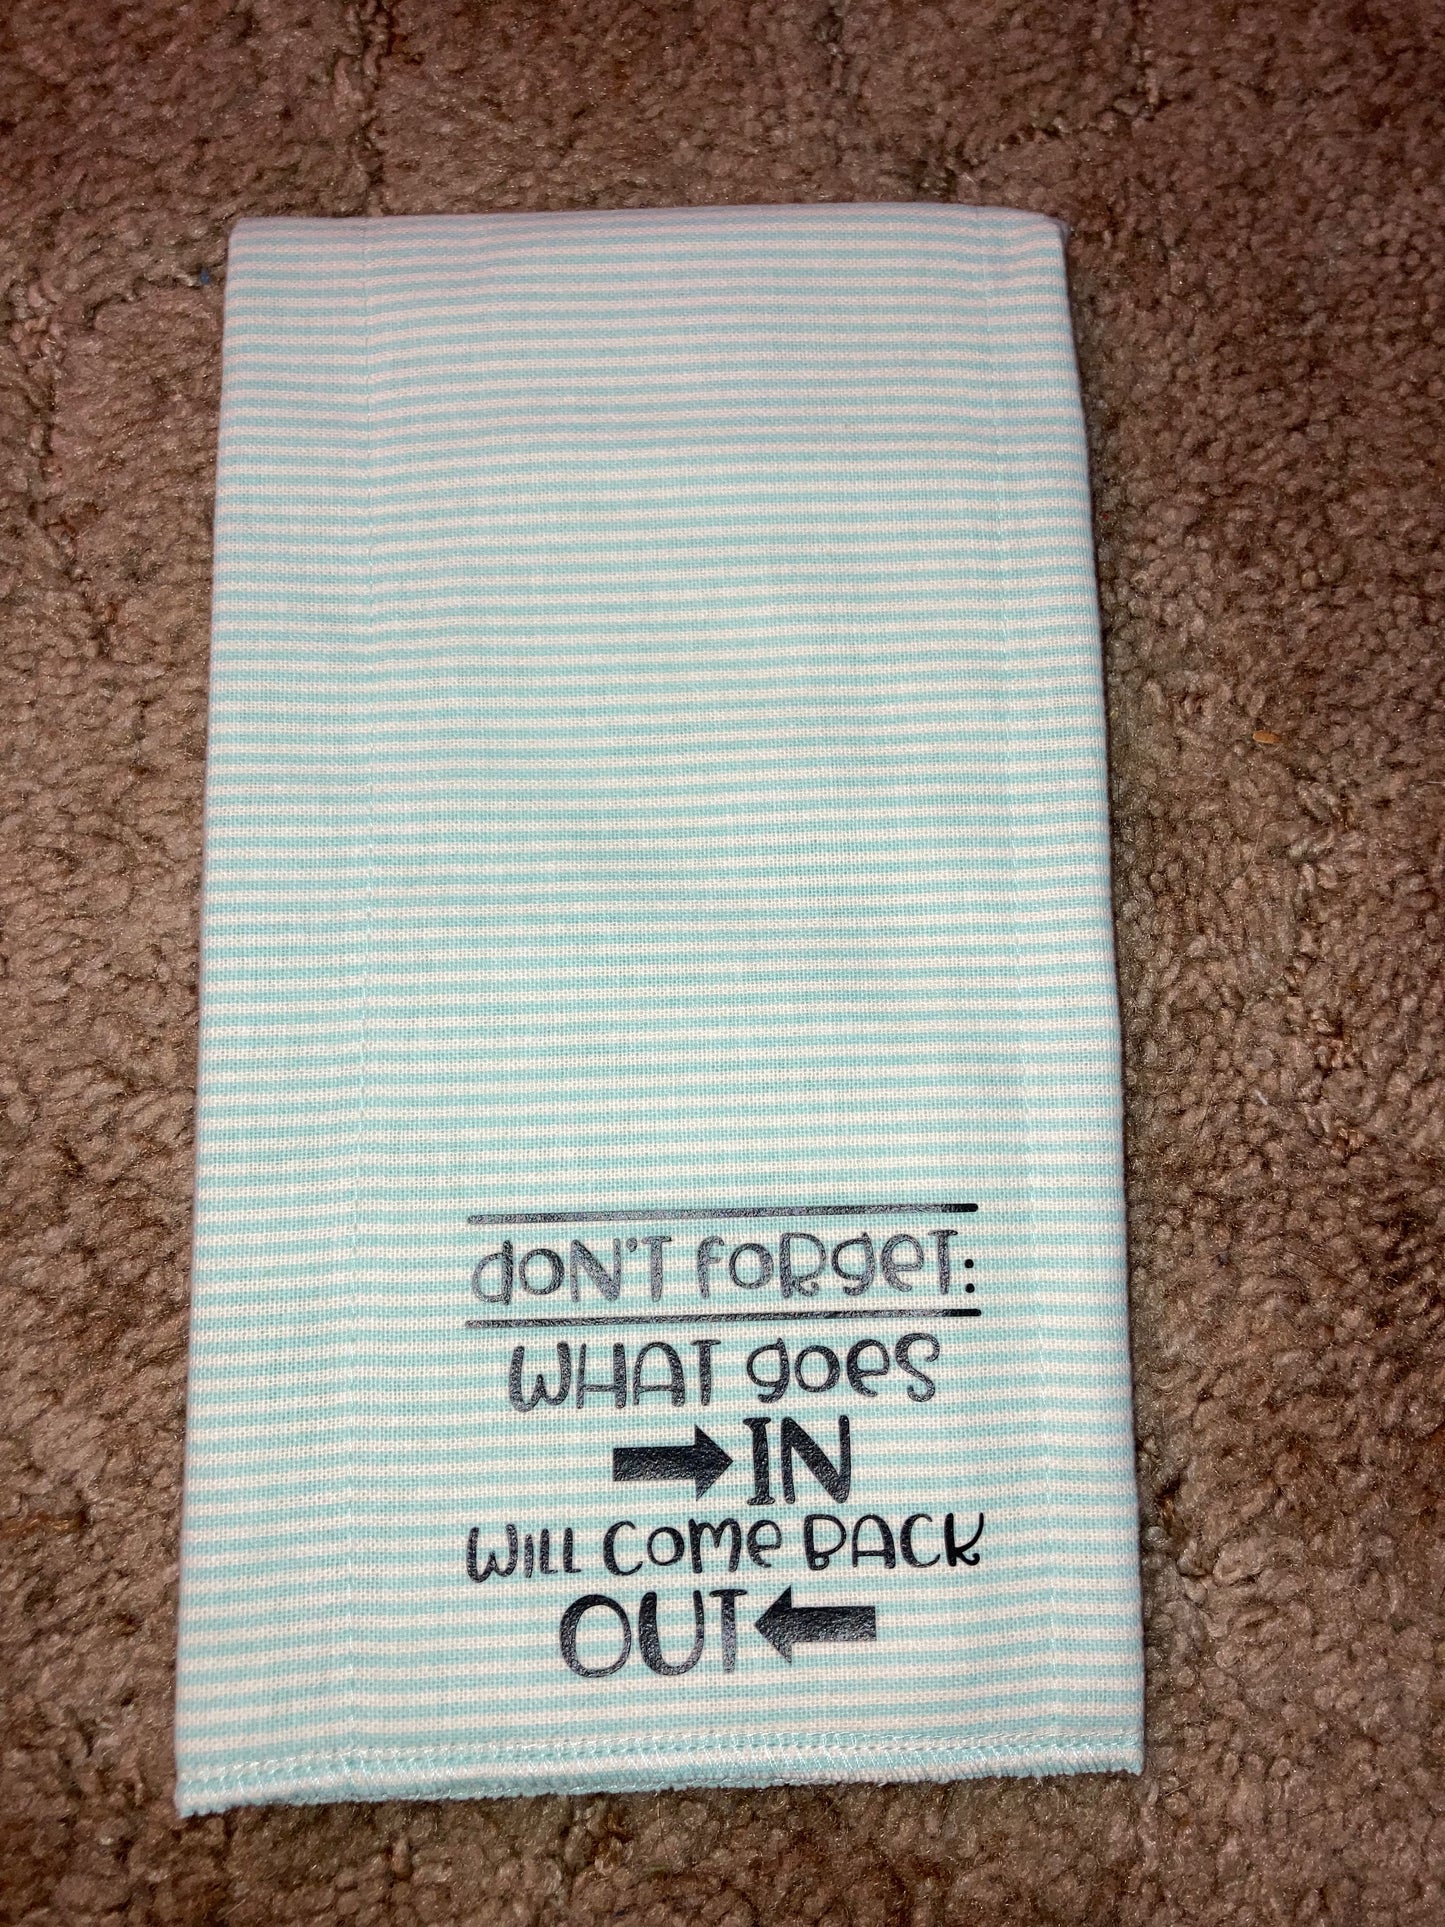 doN'T foRgeT:
WHAT goes
IN
Will Come BACK
OUT